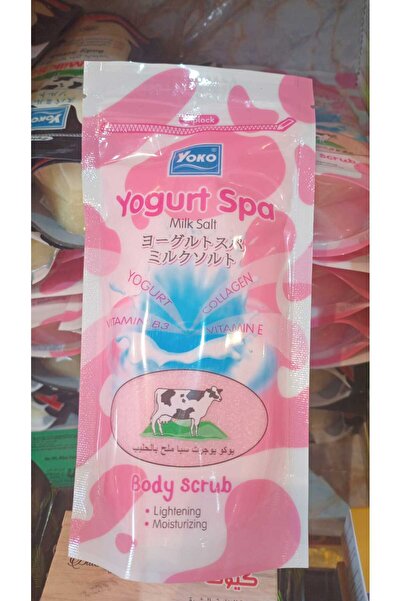 YOKO
Yogurt Spa
Milk Salt
ヨーグルトスパ
ミルクソルト
YOGURT
COLLAGEN
VITAMIN B3
VITAMIN E
يوكو يوجرت سبا ملح بالحليب
Body scrub
• Lightening
• Moisturizing